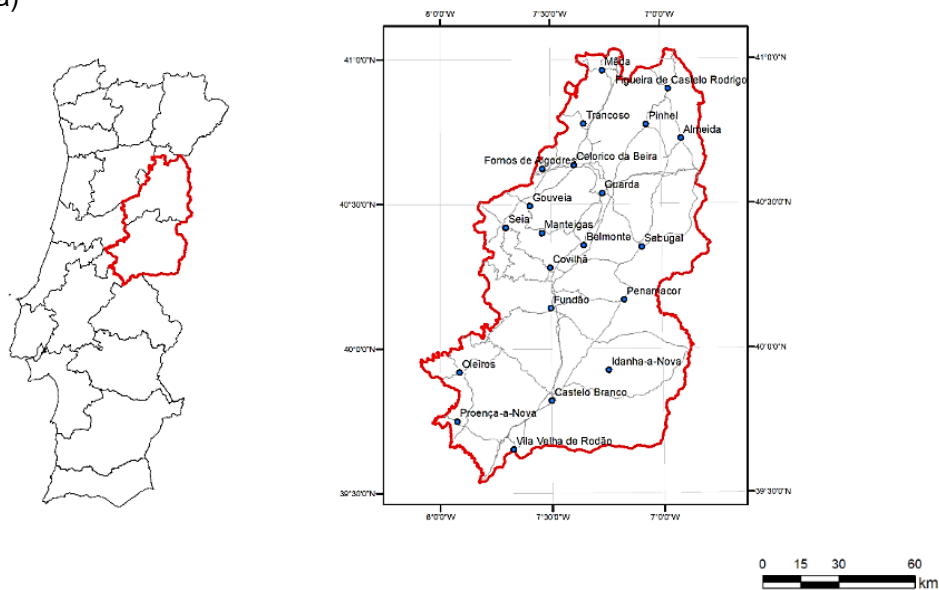 a)
8°0'0"W 7°30'0"W 7°0'0"W
41°0'0"N 41°0'0"N
Mêda
Figueira de Castelo Rodrigo
Trancoso Pinhel
Almeida
Fornos de Algodres Celorico da Beira
Guarda
40°30'0"N 40°30'0"N
Gouveia
Seia Manteigas
Belmonte Sabugal
Covilhã
Penamacor
Fundão
40°0'0"N 40°0'0"N
Oleiros Idanha-a-Nova
Castelo Branco
Proença-a-Nova
Vila Velha de Rodão
39°30'0"N 39°30'0"N
8°0'0"W 7°30'0"W 7°0'0"W
0 15 30 60
km